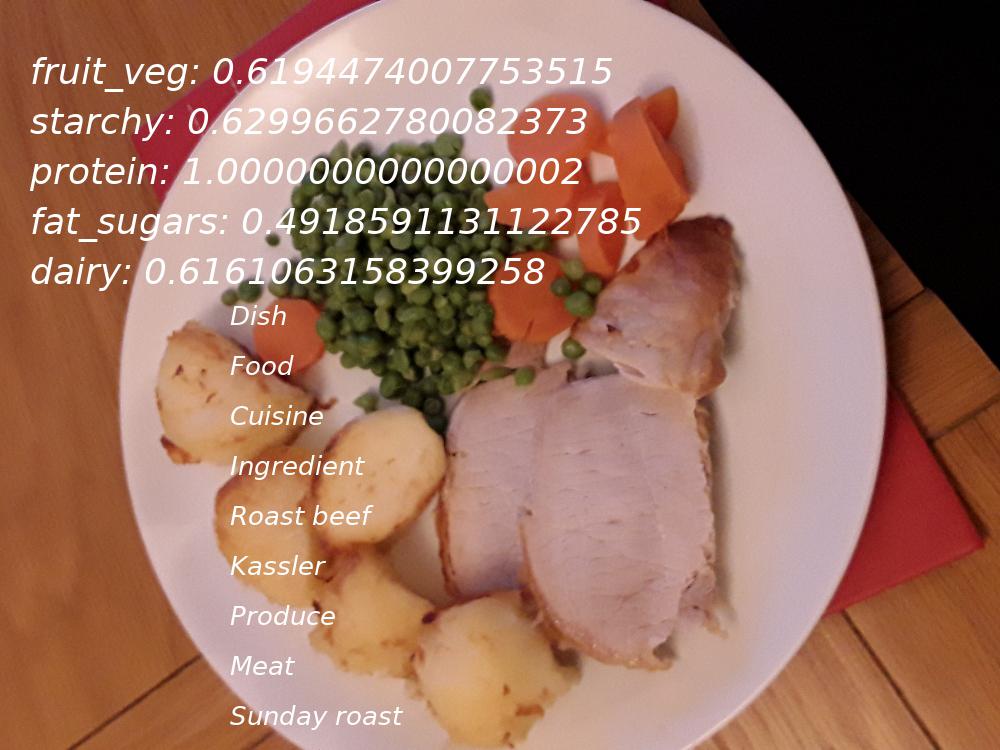 fruit_veg: 0.6194474007753515
starchy: 0.6299662780082373
protein: 1.0000000000000002
fat_sugars: 0.4918591131122785
dairy: 0.6161063158399258
Dish
Food
Cuisine
Ingredient
Roast beef
Kassler
Produce
Meat
Sunday roast